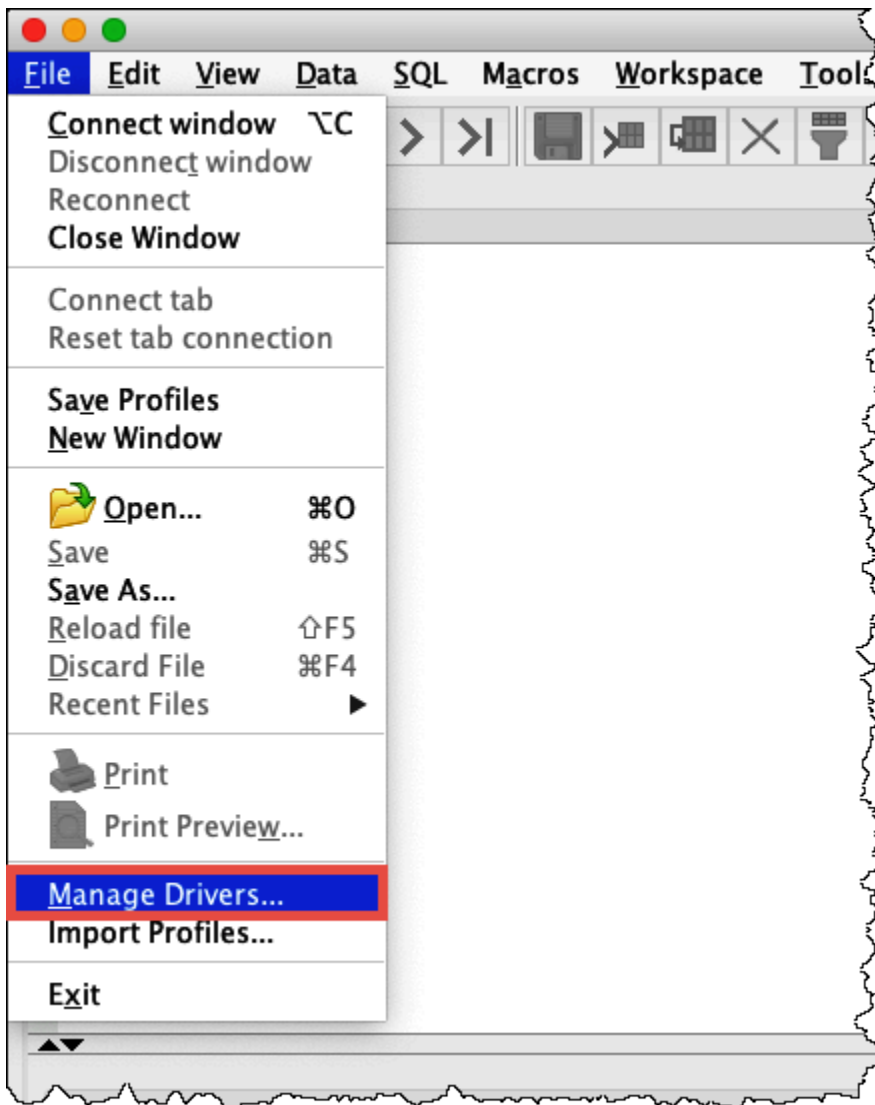 File Edit View Data SQL Macros Workspace Tools
Connect window ⌥C
Disconnect window
Reconnect
Close Window
Connect tab
Reset tab connection
Save Profiles
New Window
Open... ⌘O
Save ⌘S
Save As...
Reload file ⇧F5
Discard File ⌘F4
Recent Files ▶
Print
Print Preview...
Manage Drivers...
Import Profiles...
Exit